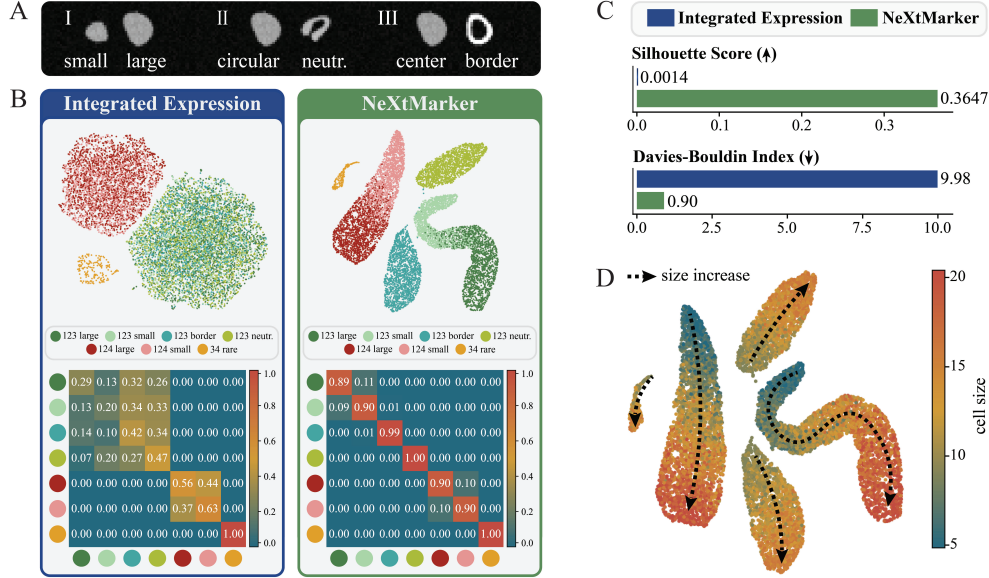 A
I II III
small large circular neutr. center border
B
Integrated Expression
123 large 123 small 123 border 123 neutr.
124 large 124 small 34 rare
0.29 0.13 0.32 0.26 0.00 0.00 0.00
0.13 0.20 0.34 0.33 0.00 0.00 0.00
0.14 0.10 0.42 0.34 0.00 0.00 0.00
0.07 0.20 0.27 0.47 0.00 0.00 0.00
0.00 0.00 0.00 0.00 0.56 0.44 0.00
0.00 0.00 0.00 0.00 0.37 0.63 0.00
0.00 0.00 0.00 0.00 0.00 0.00 1.00
1.0
0.8
0.6
0.4
0.2
0.0
NeXtMarker
123 large 123 small 123 border 123 neutr.
124 large 124 small 34 rare
0.89 0.11 0.00 0.00 0.00 0.00 0.00
0.09 0.90 0.01 0.00 0.00 0.00 0.00
0.00 0.01 0.99 0.00 0.00 0.00 0.00
0.00 0.00 0.00 1.00 0.00 0.00 0.00
0.00 0.00 0.00 0.00 0.90 0.10 0.00
0.00 0.00 0.00 0.00 0.10 0.90 0.00
0.00 0.00 0.00 0.00 0.00 0.00 1.00
1.0
0.8
0.6
0.4
0.2
0.0
C
Integrated Expression NeXtMarker
Silhouette Score (↑)
0.0014
0.3647
0.0 0.1 0.2 0.3
Davies-Bouldin Index (↓)
9.98
0.90
0.0 2.5 5.0 7.5 10.0
D
size increase
20
15
10
5
cell size